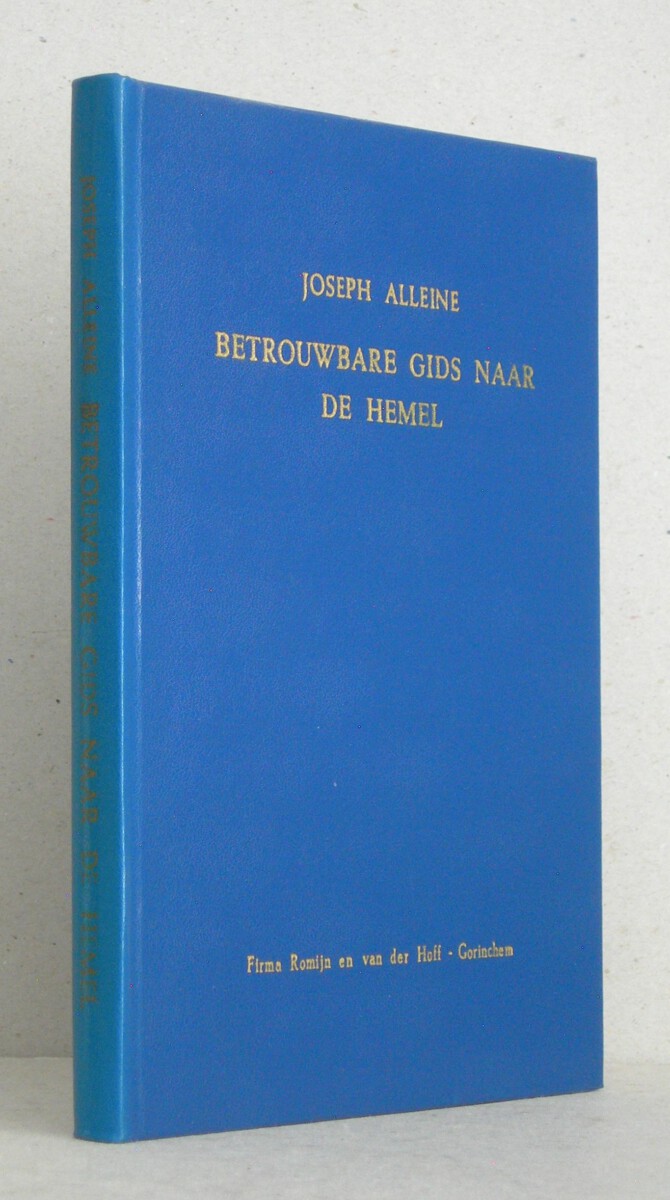 JOSEPH ALLEINE BETROUWBARE GIDS NAAR DE HEMEL
JOSEPH ALLEINE
BETROUWBARE GIDS NAAR
DE HEMEL
Firma Romijn en van der Hoff - Gorinchem